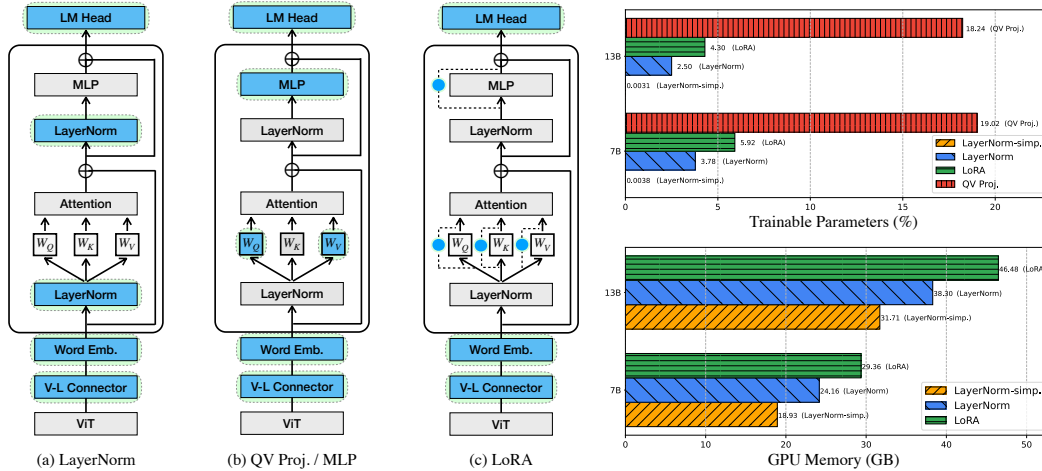 LM Head
MLP
LayerNorm
Attention
W_Q W_K W_V
LayerNorm
Word Emb.
V-L Connector
ViT
(a) LayerNorm
LM Head
MLP
LayerNorm
Attention
W_Q W_K W_V
LayerNorm
Word Emb.
V-L Connector
ViT
(b) QV Proj. / MLP
LM Head
MLP
LayerNorm
Attention
W_Q W_K W_V
LayerNorm
Word Emb.
V-L Connector
ViT
(c) LoRA
13B
18.24 (QV Proj.)
4.30 (LoRA)
2.50 (LayerNorm)
0.0031 (LayerNorm-simp.)
7B
19.02 (QV Proj.)
5.92 (LoRA)
3.78 (LayerNorm)
0.0038 (LayerNorm-simp.)
LayerNorm-simp.
LayerNorm
LoRA
QV Proj.
0 5 10 15 20
Trainable Parameters (%)
13B
46.48 (LoRA
38.30 (LayerNorm)
31.71 (LayerNorm-simp.)
7B
29.36 (LoRA)
24.16 (LayerNorm)
18.93 (LayerNorm-simp.)
LayerNorm-simp.
LayerNorm
LoRA
0 10 20 30 40 50
GPU Memory (GB)